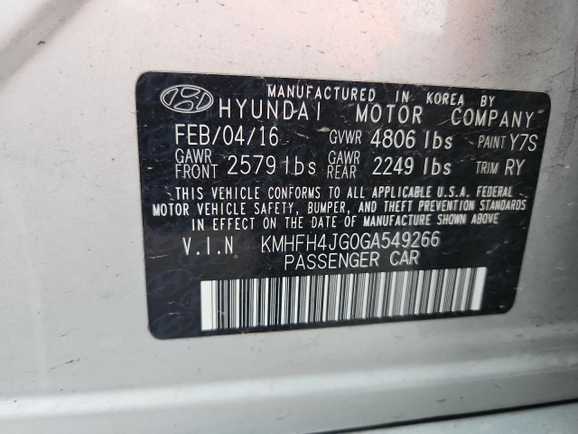 MANUFACTURED IN KOREA BY
HYUNDAI MOTOR COMPANY
FEB/04/16 GVWR 4806 lbs PAINT Y7S
GAWR FRONT 2579 lbs GAWR REAR 2249 lbs TRIM RY
THIS VEHICLE CONFORMS TO ALL APPLICABLE U.S.A. FEDERAL
MOTOR VEHICLE SAFETY, BUMPER, AND THEFT PREVENTION
STANDARDS IN EFFECT ON THE DATE OF MANUFACTURE SHOWN ABOVE
V.I.N KMHFH4JG0GA549266
PASSENGER CAR